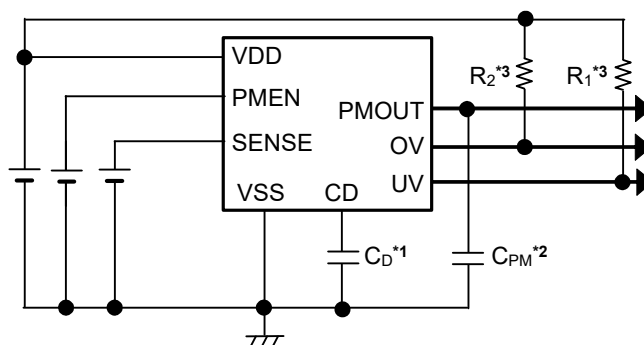 VDD
PMEN
SENSE
VSS
CD
PMOUT
OV
UV
R2*3
R1*3
CD*1
CPM*2